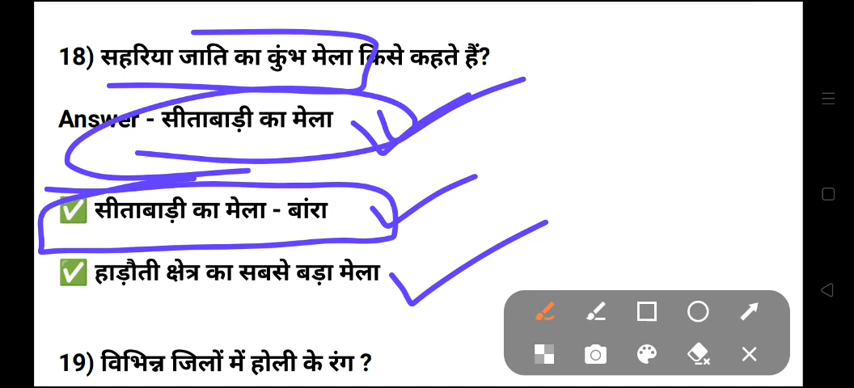 18) सहरिया जाति का कुंभ मेला किसे कहते हैं?
Answer - सीताबाड़ी का मेला
✅ सीताबाड़ी का मेला - बांरा
✅ हाड़ौती क्षेत्र का सबसे बड़ा मेला
19) विभिन्न जिलों में होली के रंग ?